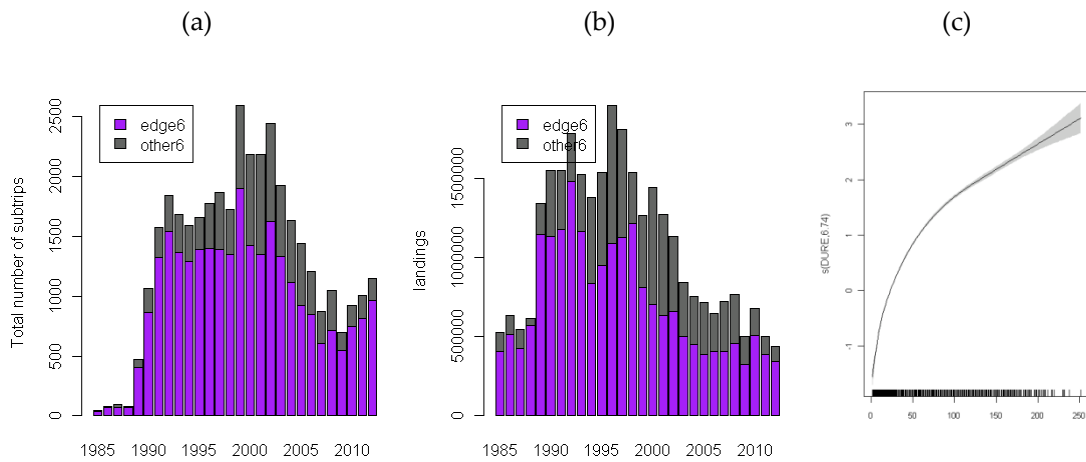 (a)
(b)
(c)
Total number of subtrips
2500
2000
1500
1000
500
0
edge6
other6
1985 1990 1995 2000 2005 2010
landings
1500000
1000000
500000
0
edge6
other6
1985 1990 1995 2000 2005 2010
s(DURE,6.74)
3
2
1
0
-1
0 50 100 150 200 250